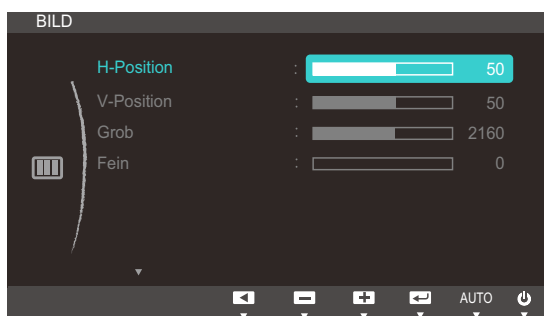 BILD
H-Position : 50
V-Position : 50
Grob : 2160
Fein : 0
AUTO